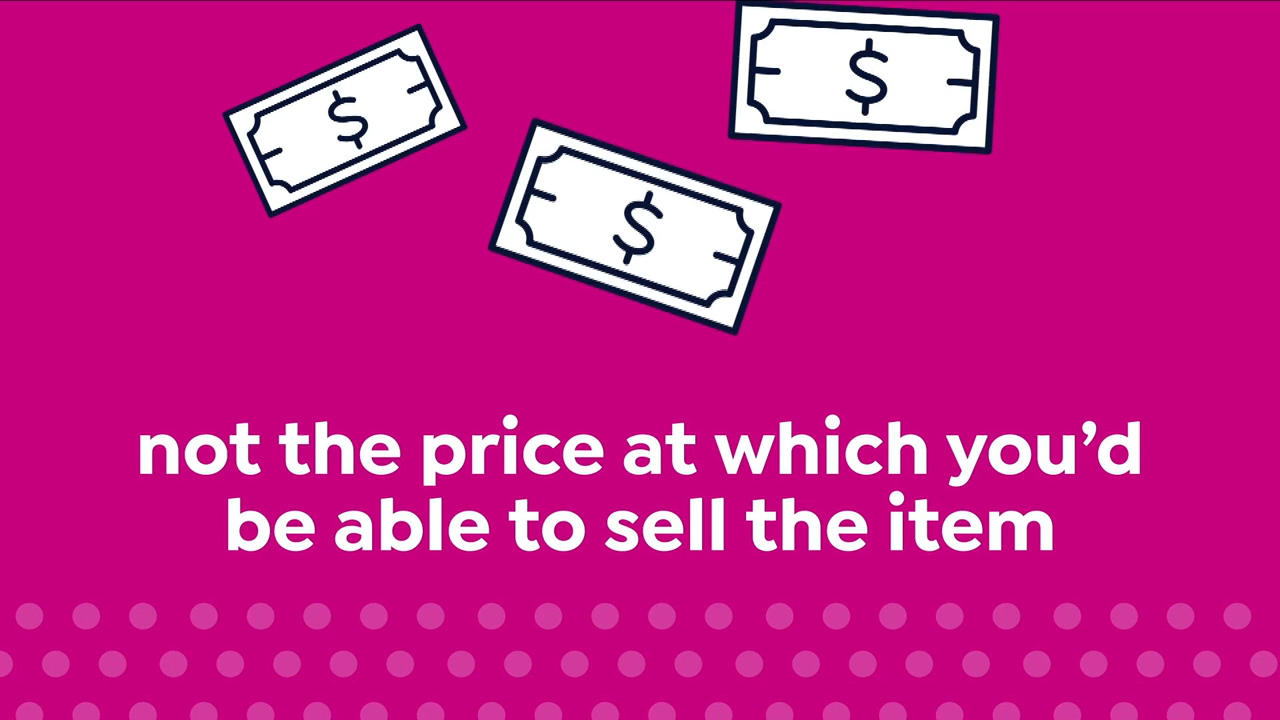 $
$
$
not the price at which you’d
be able to sell the item